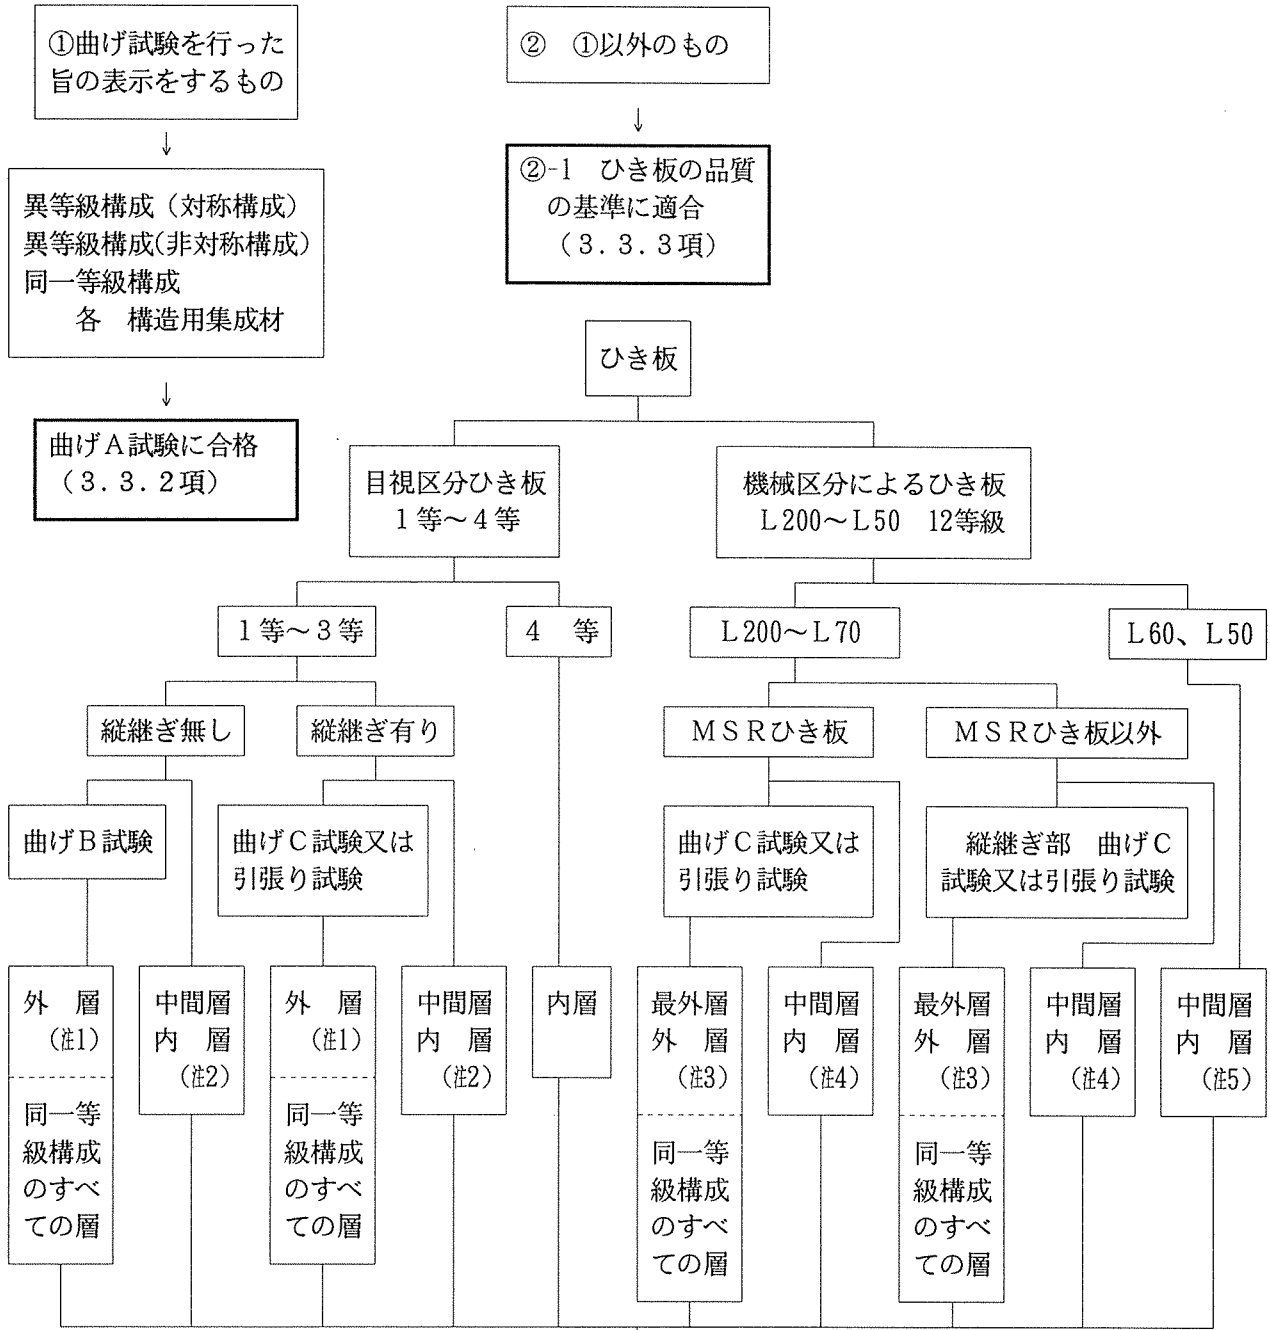 ①曲げ試験を行った
旨の表示をするもの
↓
異等級構成（対称構成）
異等級構成(非対称構成)
同一等級構成
各　構造用集成材
↓
曲げA試験に合格
（3.3.2項）
②　①以外のもの
↓
②-1　ひき板の品質
の基準に適合
（3.3.3項）
ひき板
目視区分ひき板
1等～4等
機械区分によるひき板
L200～L50　12等級
1等～3等
4　等
L200～L70
L60、L50
縦継ぎ無し
縦継ぎ有り
MSRひき板
MSRひき板以外
曲げB試験
曲げC試験又は
引張り試験
曲げC試験又は
引張り試験
縦継ぎ部　曲げC
試験又は引張り試験
外　層
(注1)
同一等
級構成
のすべ
ての層
中間層
内　層
(注2)
外　層
(注1)
同一等
級構成
のすべ
ての層
中間層
内　層
(注2)
内層
最外層
外　層
(注3)
同一等
級構成
のすべ
ての層
中間層
内　層
(注4)
最外層
外　層
(注3)
同一等
級構成
のすべ
ての層
中間層
内　層
(注4)
中間層
内　層
(注5)